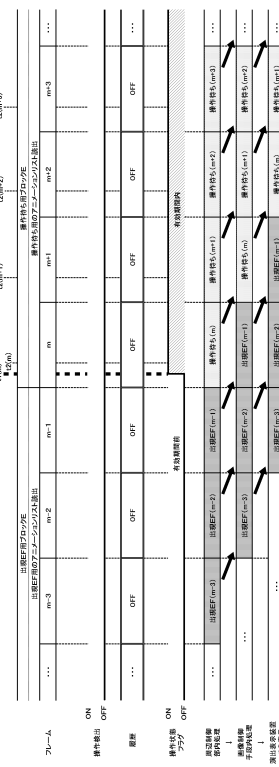 t2(m)
出現EF用ブロックE
操作待ち用ブロックE
出現EF用のアニメーションリスト読出
操作待ち用のアニメーションリスト読出
フレーム
… m-3 m-2 m-1 m m+1 m+2 m+3 …
操作検出
ON
OFF
履歴
… OFF OFF OFF OFF OFF OFF …
操作状態
フラグ
ON
OFF
有効期間前
有効期間内
周辺制御
部内処理
… 出現EF(m-3) 出現EF(m-2) 出現EF(m-1) 操作待ち(m) 操作待ち(m+1) 操作待ち(m+2) 操作待ち(m+3)
↓
画像制御
手段内処理
… 出現EF(m-3) 出現EF(m-2) 出現EF(m-1) 操作待ち(m) 操作待ち(m+1) 操作待ち(m+2)
↓
演出表示装置
… 出現EF(m-3) 出現EF(m-2) 出現EF(m-1) 操作待ち(m) 操作待ち(m+1)